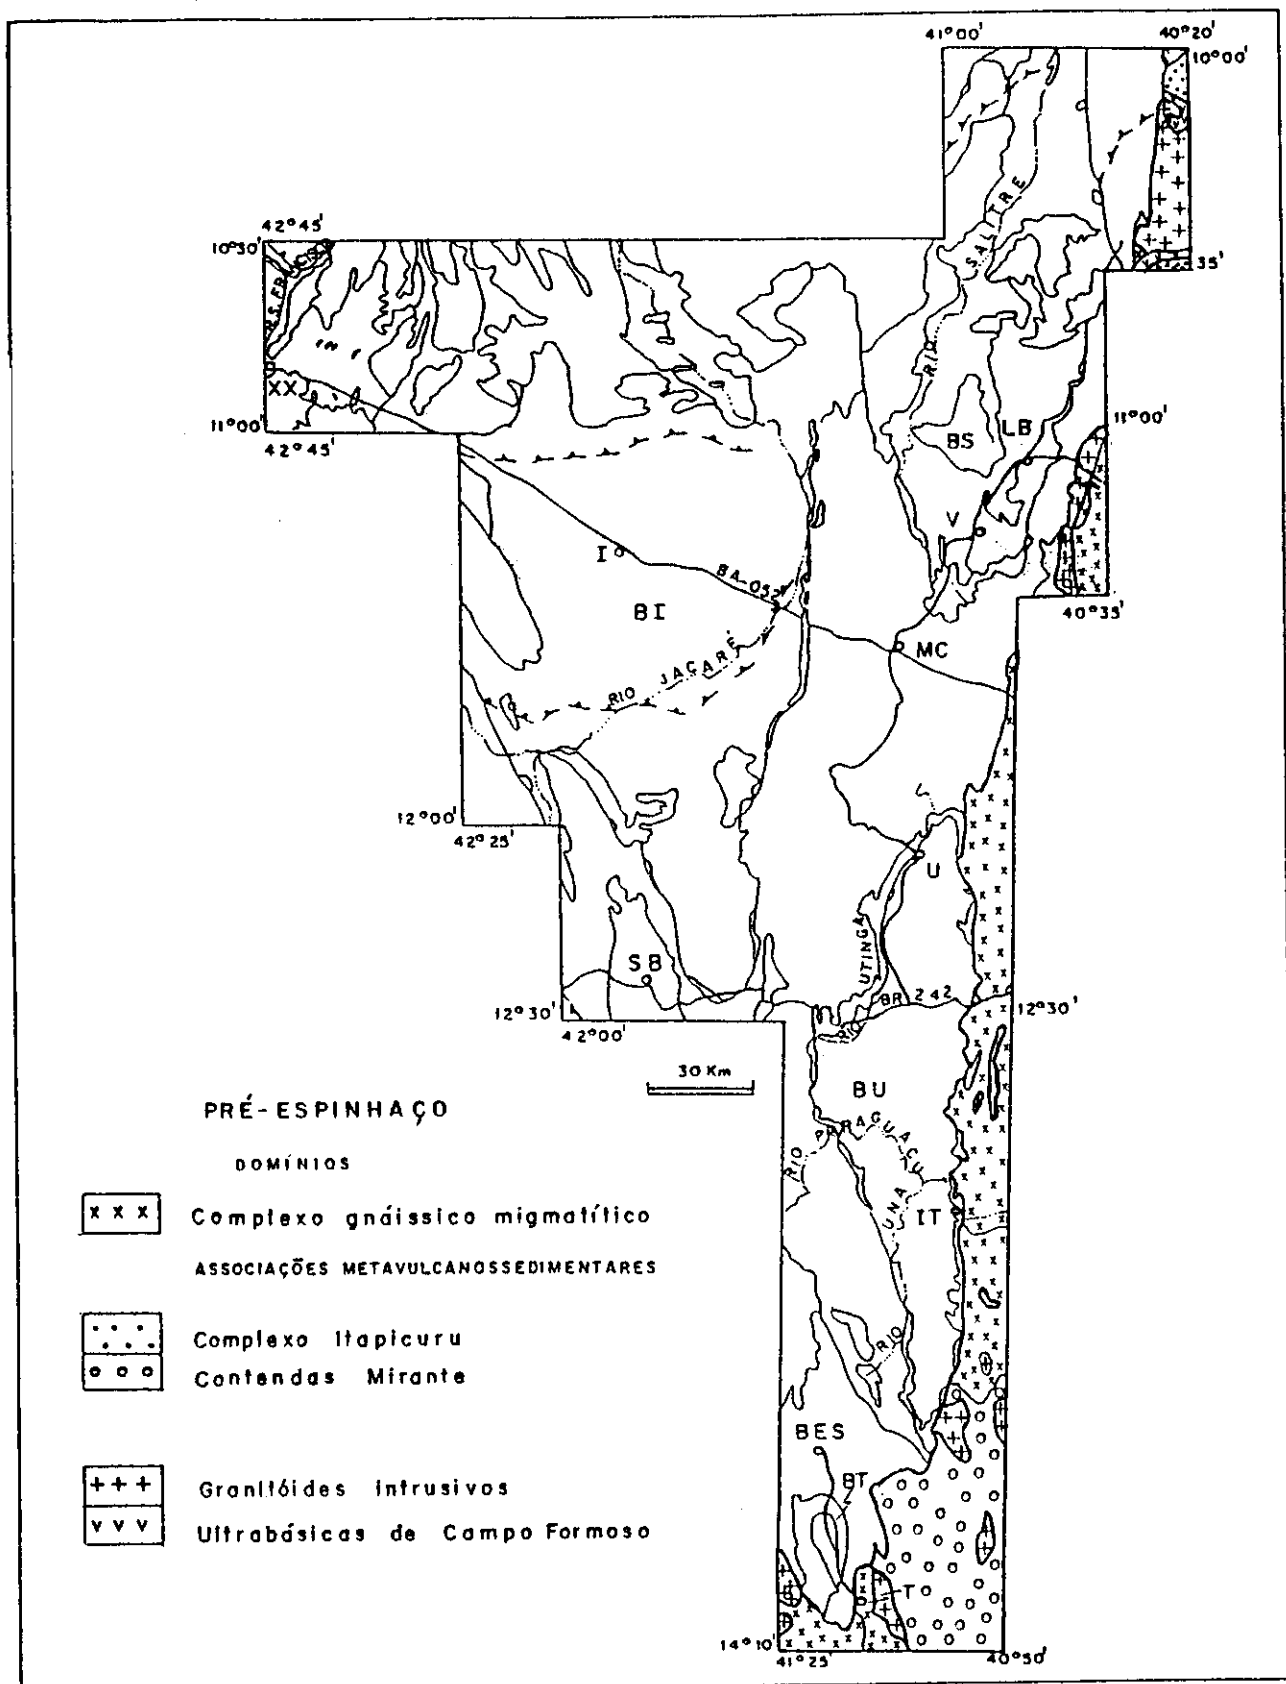 41°00'
40°20'
10°00'
42°45'
10°30'
R.S. FRANCIS
RIO SALITRE
35'
XX
11°00'
42°45'
BS
LB
11°00'
V
I
BA-052
BI
40°35'
MC
RIO JACARÉ
12°00'
42°25'
U
UTINGA
SB
BR 242
12°30'
42°00'
12°30'
RIO
30 Km
BU
PRÉ-ESPINHAÇO
RIO PARAGUAÇU
DOMÍNIOS
UNA
IT
x x x Complexo gnáissico migmatítico
ASSOCIAÇÕES METAVULCANOSSEDIMENTARES
Complexo Itapicuru
RIO
Contendas Mirante
BES
BT
+ + + Granitóides intrusivos
v v v Ultrabásicas de Campo Formoso
T
14°10'
41°25'
40°50'